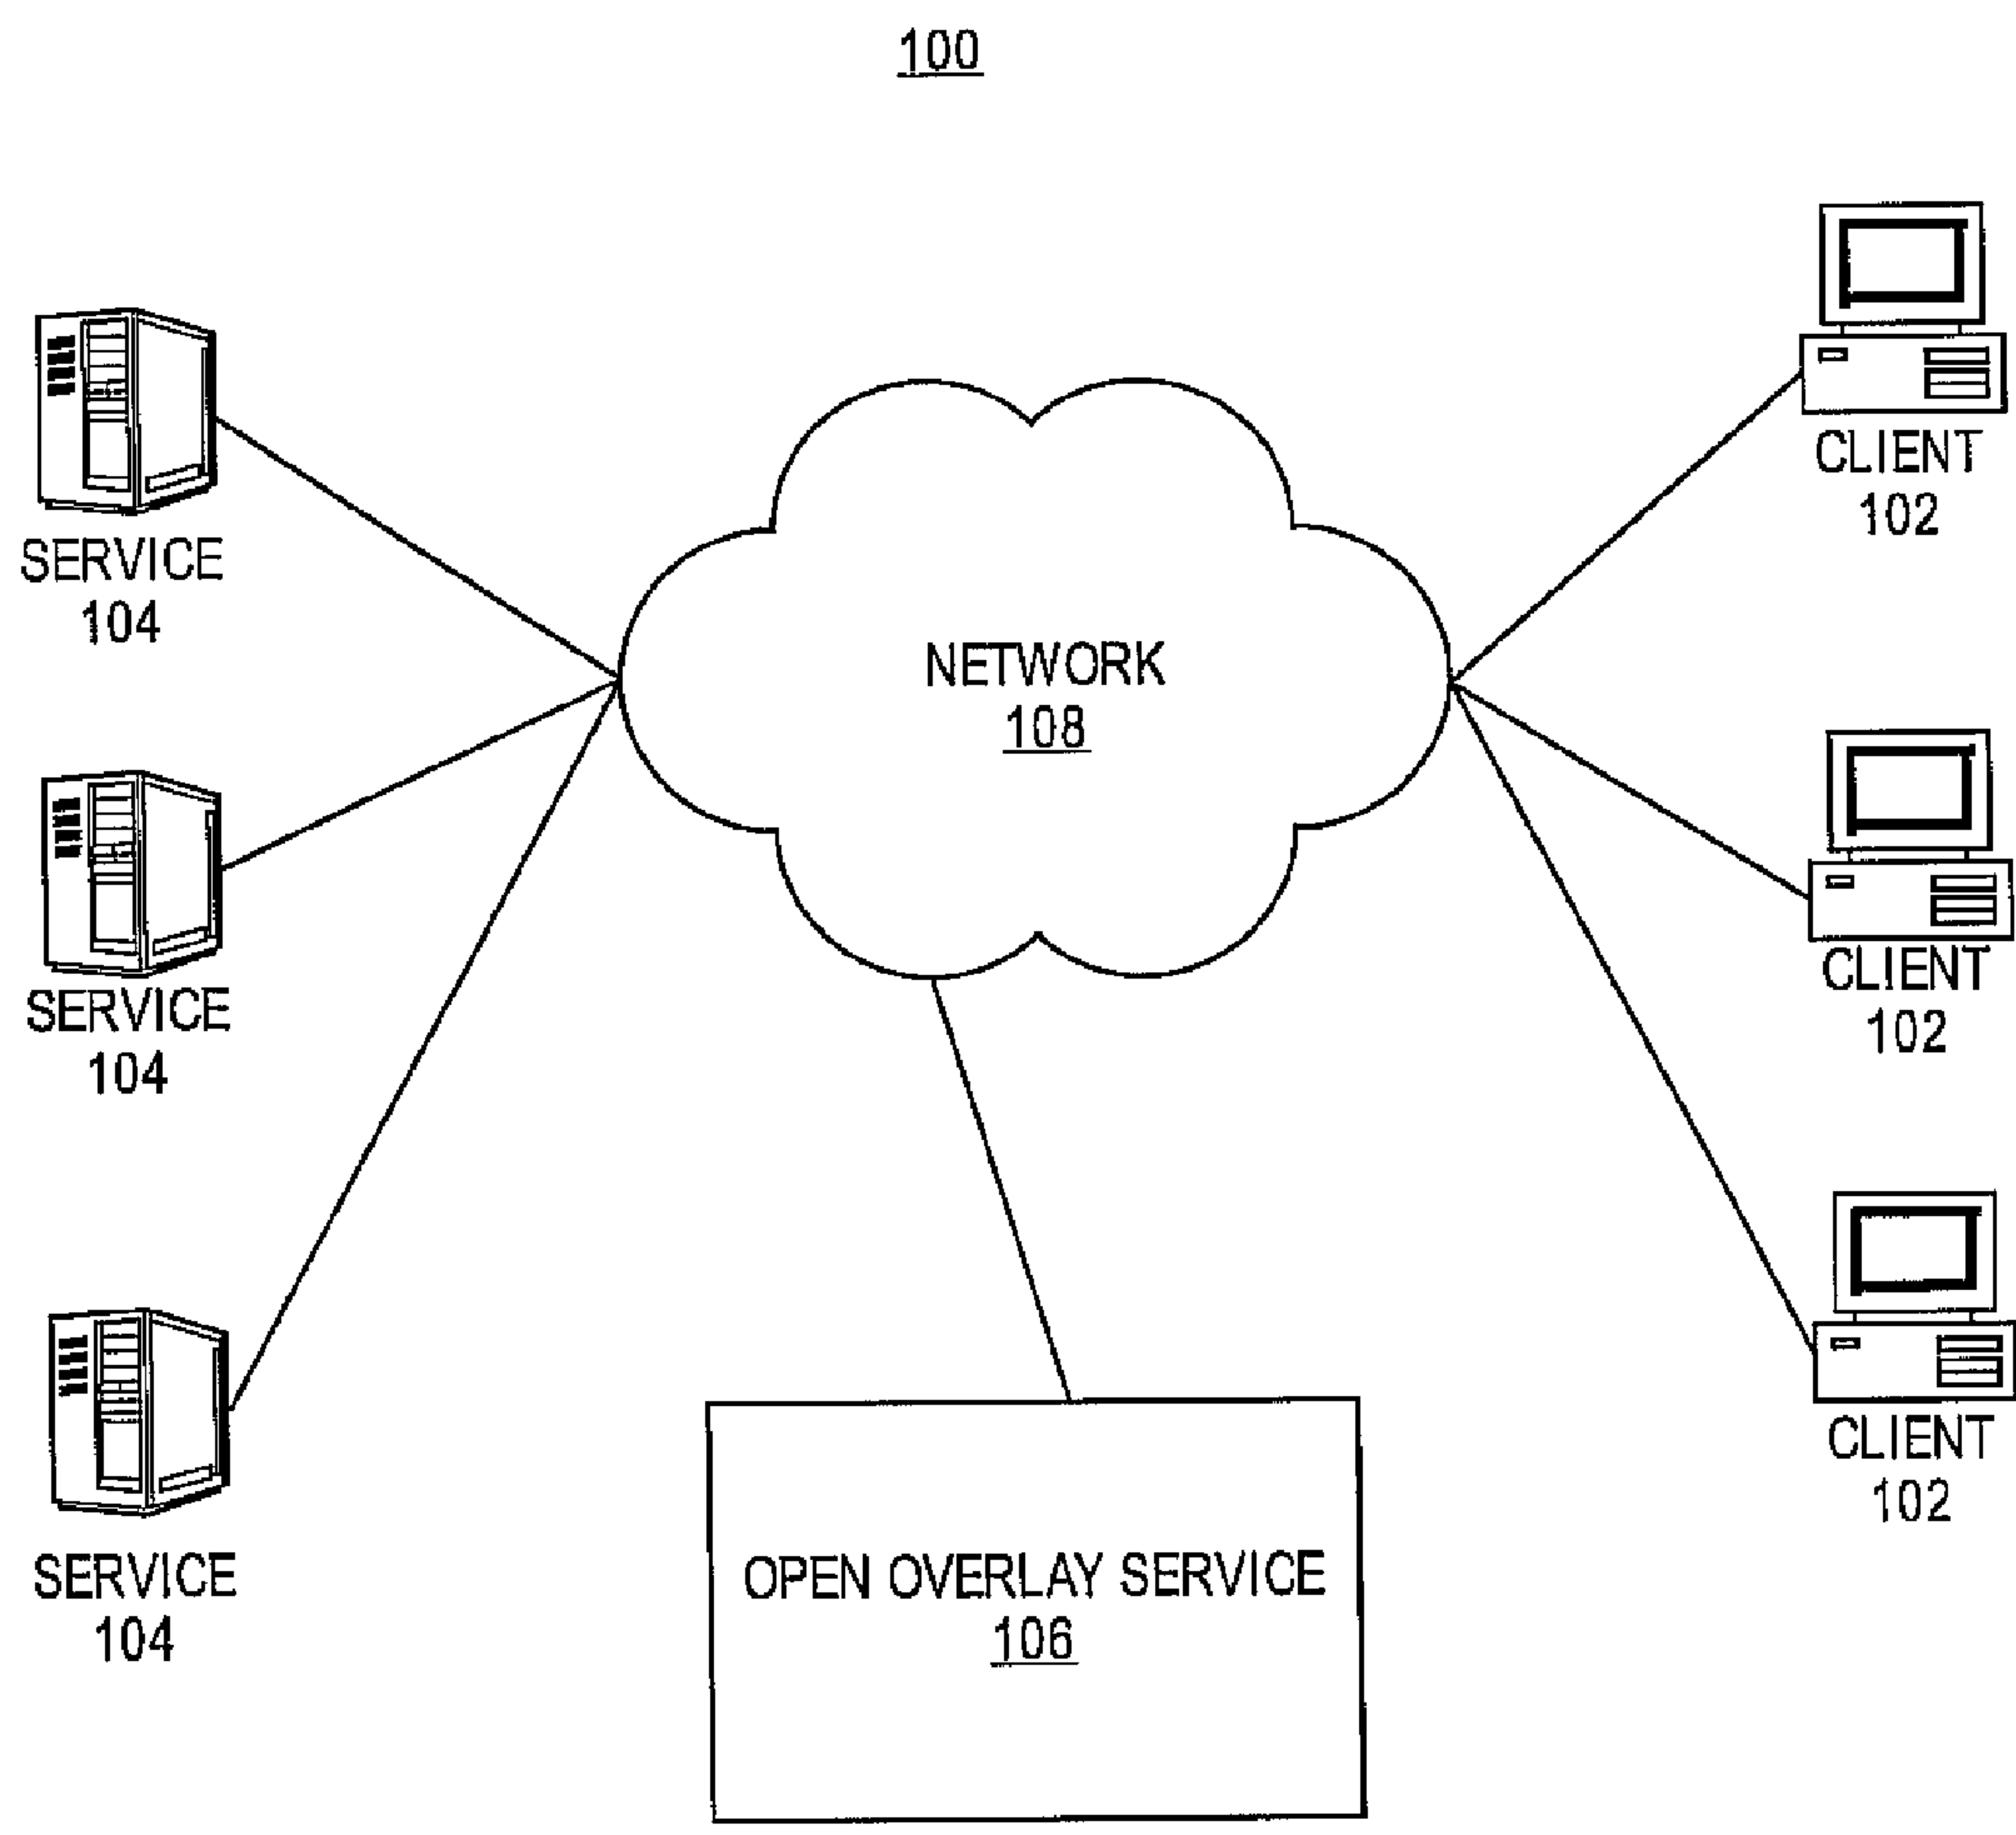 100
SERVICE
104
SERVICE
104
SERVICE
104
NETWORK
108
OPEN OVERLAY SERVICE
106
CLIENT
102
CLIENT
102
CLIENT
102